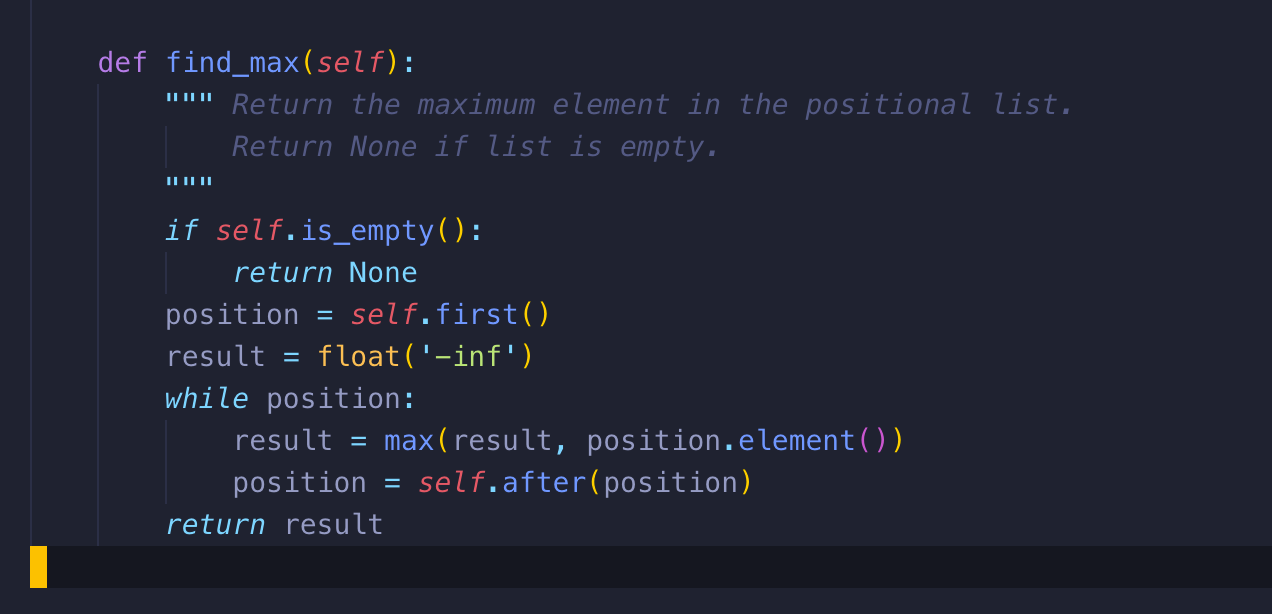 def find_max(self):
    """ Return the maximum element in the positional list.
        Return None if list is empty.
    """
    if self.is_empty():
        return None
    position = self.first()
    result = float('-inf')
    while position:
        result = max(result, position.element())
        position = self.after(position)
    return result